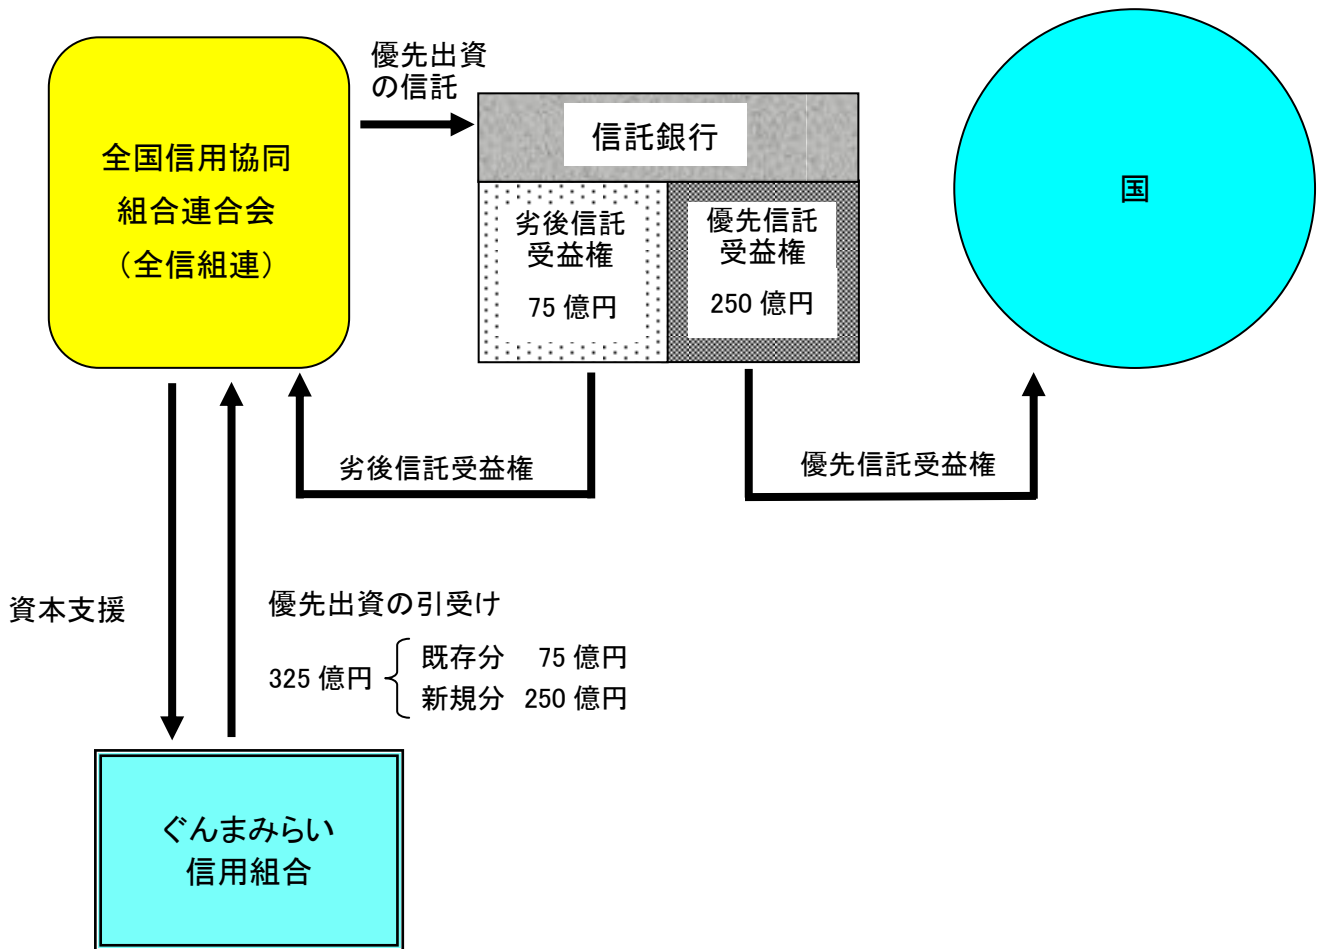 全国信用協同
組合連合会
（全信組連）
優先出資
の信託
信託銀行
劣後信託
受益権
75 億円
優先信託
受益権
250 億円
国
劣後信託受益権
優先信託受益権
資本支援
優先出資の引受け
325 億円
既存分 75 億円
新規分 250 億円
ぐんまみらい
信用組合